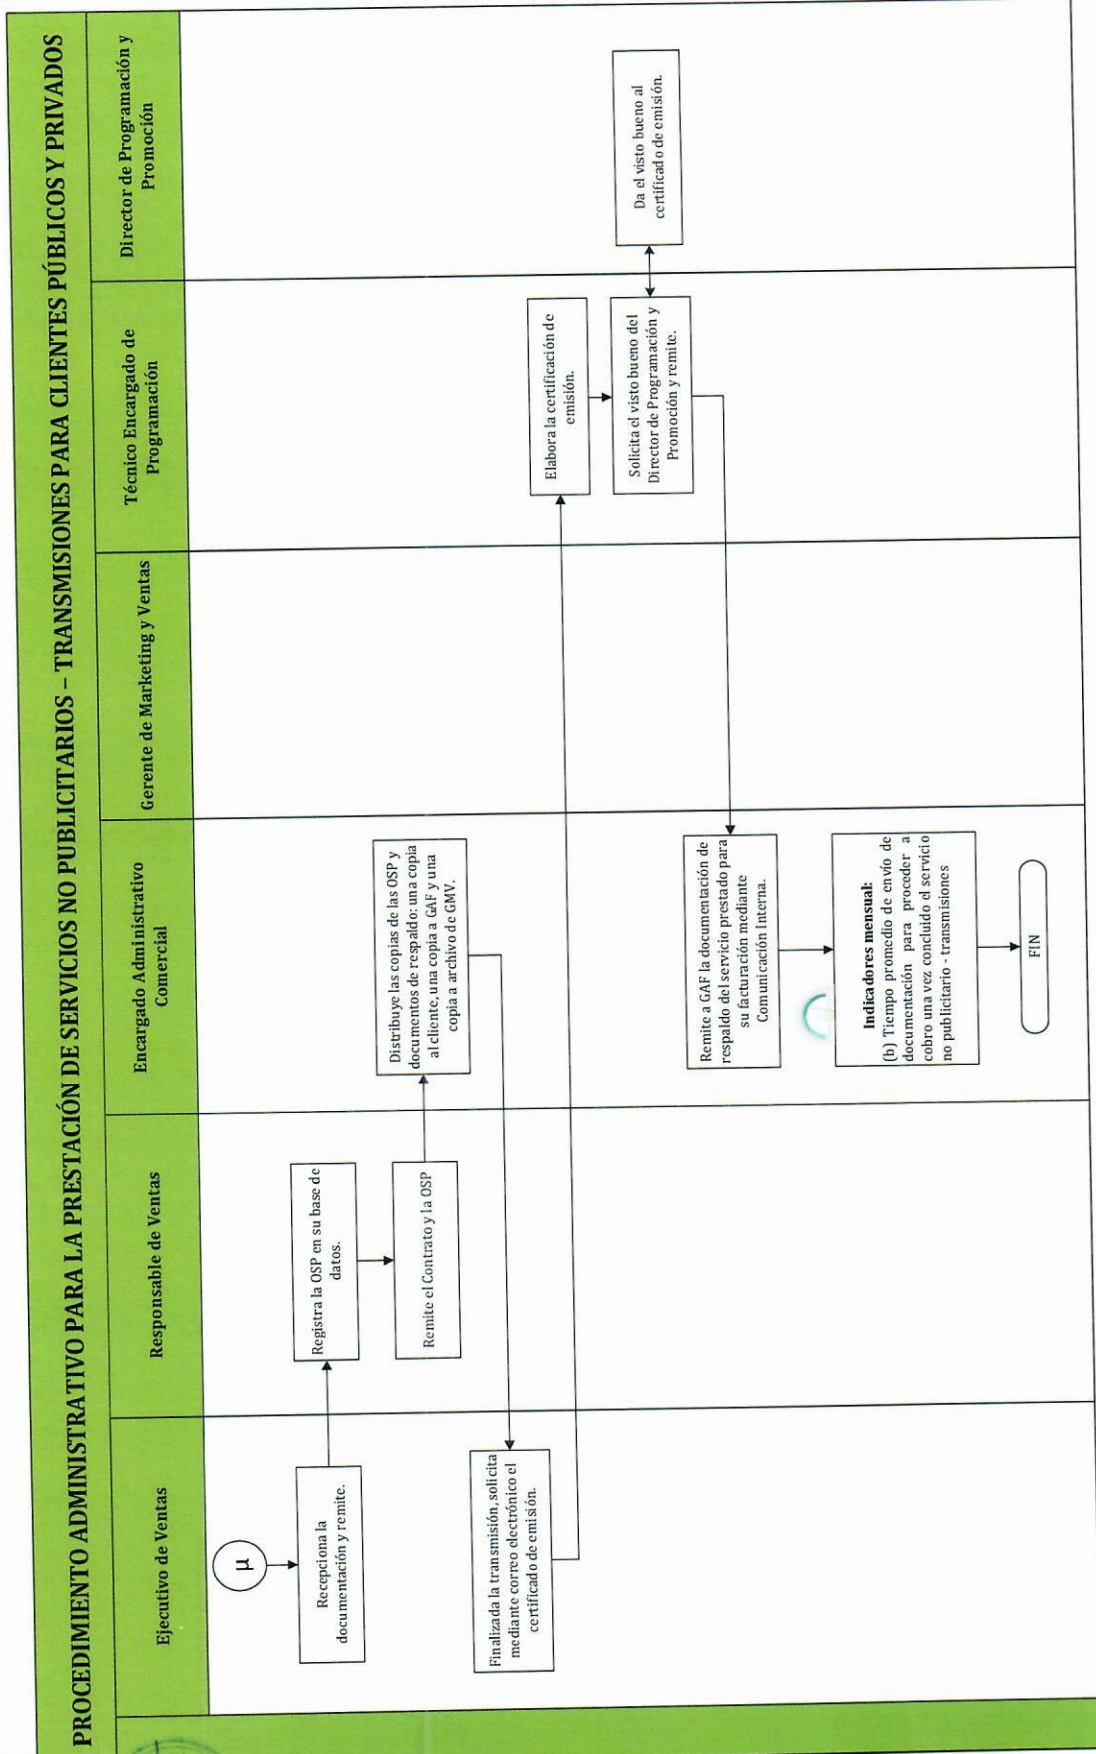 PROCEDIMIENTO ADMINISTRATIVO PARA LA PRESTACIÓN DE SERVICIOS NO PUBLICITARIOS – TRANSMISIONES PARA CLIENTES PÚBLICOS Y PRIVADOS
Ejecutivo de Ventas
Responsable de Ventas
Encargado Administrativo
Comercial
Gerente de Marketing y Ventas
Técnico Encargado de
Programación
Director de Programación y
Promoción
µ
Recepciona la
documentación y remite.
Registra la OSP en su base de
datos.
Remite el Contrato y la OSP
Distribuye las copias de las OSP y
documentos de respaldo: una copia
al cliente, una copia a GAF y una
copia a archivo de GMV.
Finalizada la transmisión, solicita
mediante correo electrónico el
certificado de emisión.
Elabora la certificación de
emisión.
Solicita el visto bueno del
Director de Programación y
Promoción y remite.
Da el visto bueno al
certificado de emisión.
Remite a GAF la documentación de
respaldo del servicio prestado para
su facturación mediante
Comunicación Interna.
Indicadores mensual:
(b) Tiempo promedio de envío de
documentación para proceder a
cobro una vez concluido el servicio
no publicitario - transmisiones
FIN